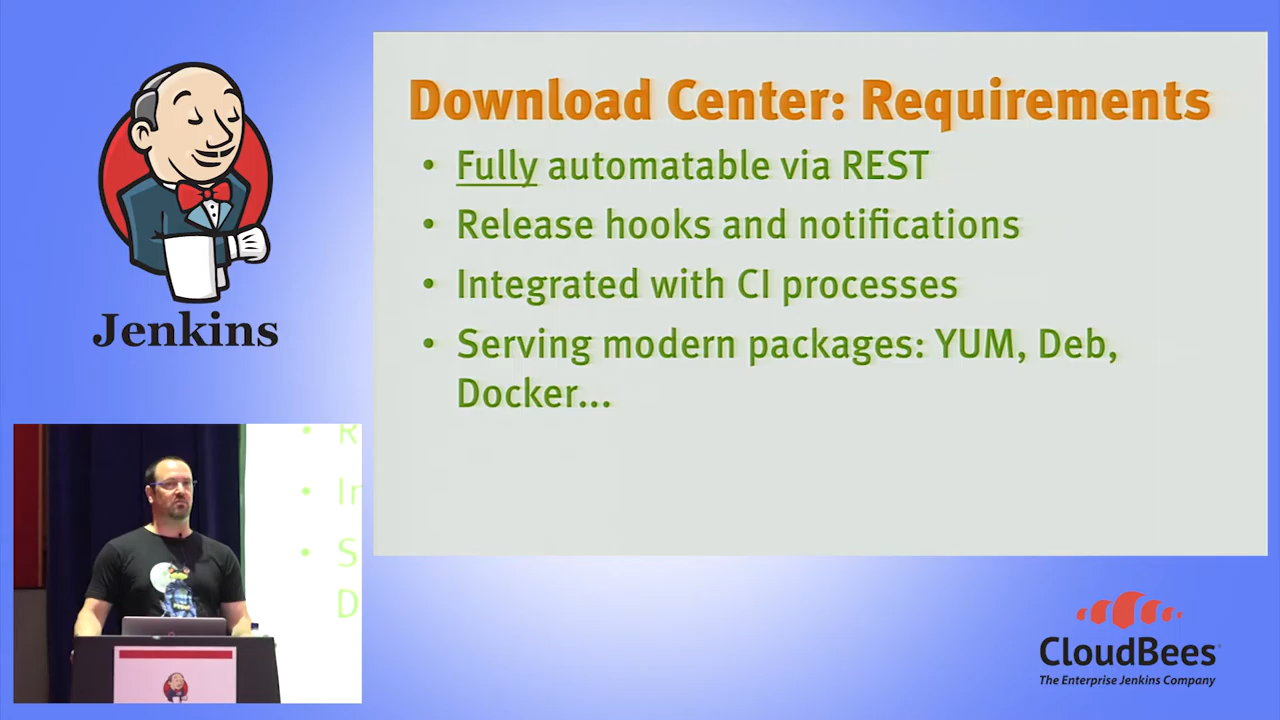 Download Center: Requirements
• Fully automatable via REST
• Release hooks and notifications
• Integrated with CI processes
• Serving modern packages: YUM, Deb,
Docker...
Jenkins
• R
• In
• S
D
CloudBees
The Enterprise Jenkins Company